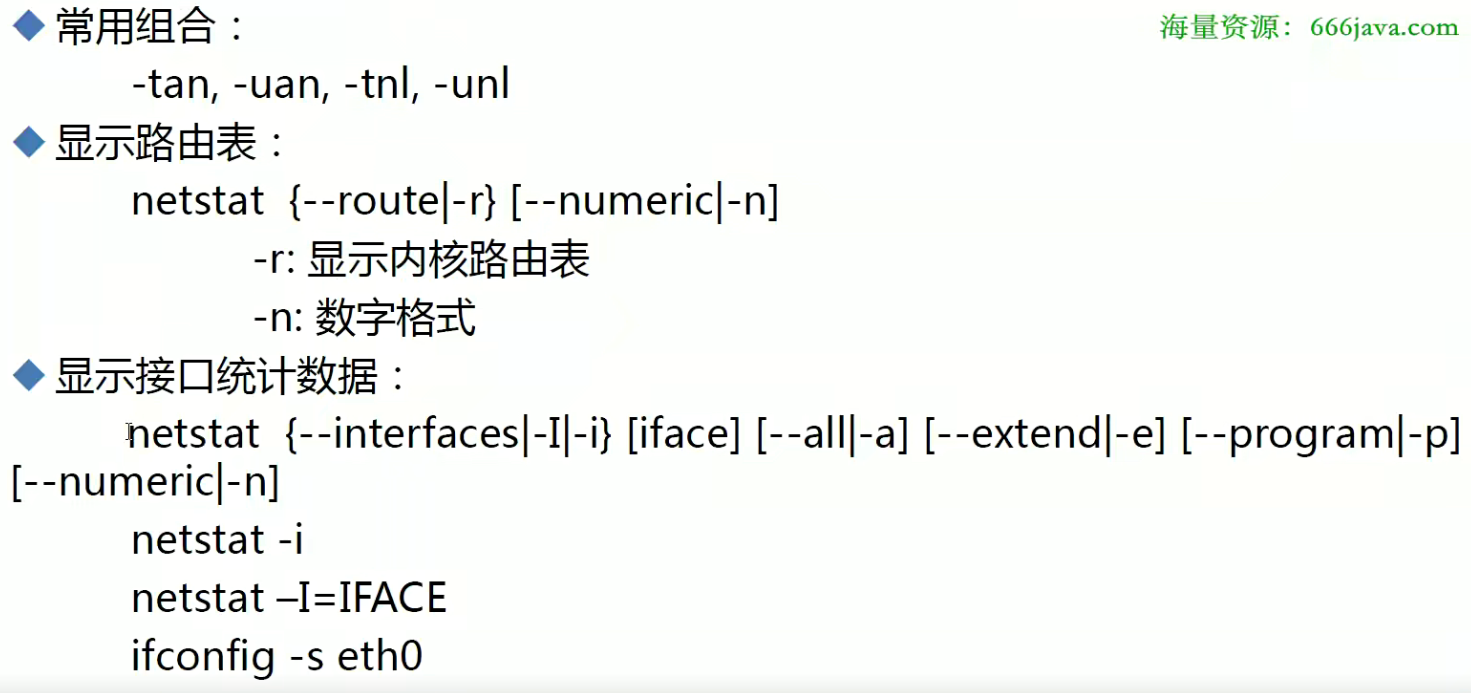 常用组合：
海量资源：666java.com
-tan, -uan, -tnl, -unl
显示路由表：
netstat {--route|-r} [--numeric|-n]
-r: 显示内核路由表
-n: 数字格式
显示接口统计数据：
netstat {--interfaces|-I|-i} [iface] [--all|-a] [--extend|-e] [--program|-p]
[--numeric|-n]
netstat -i
netstat –I=IFACE
ifconfig -s eth0